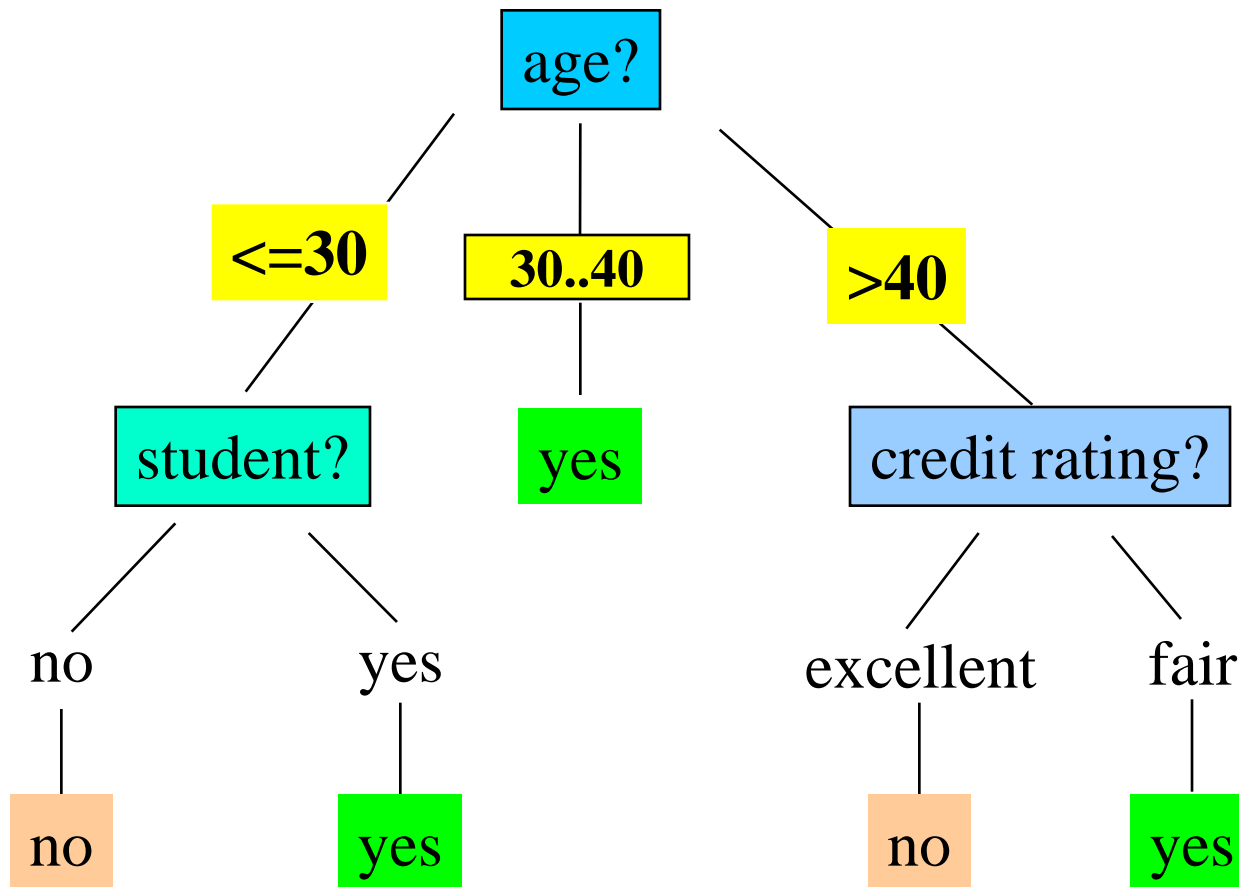 age?
<=30
30..40
>40
student?
yes
credit rating?
no
yes
excellent
fair
no
yes
no
yes